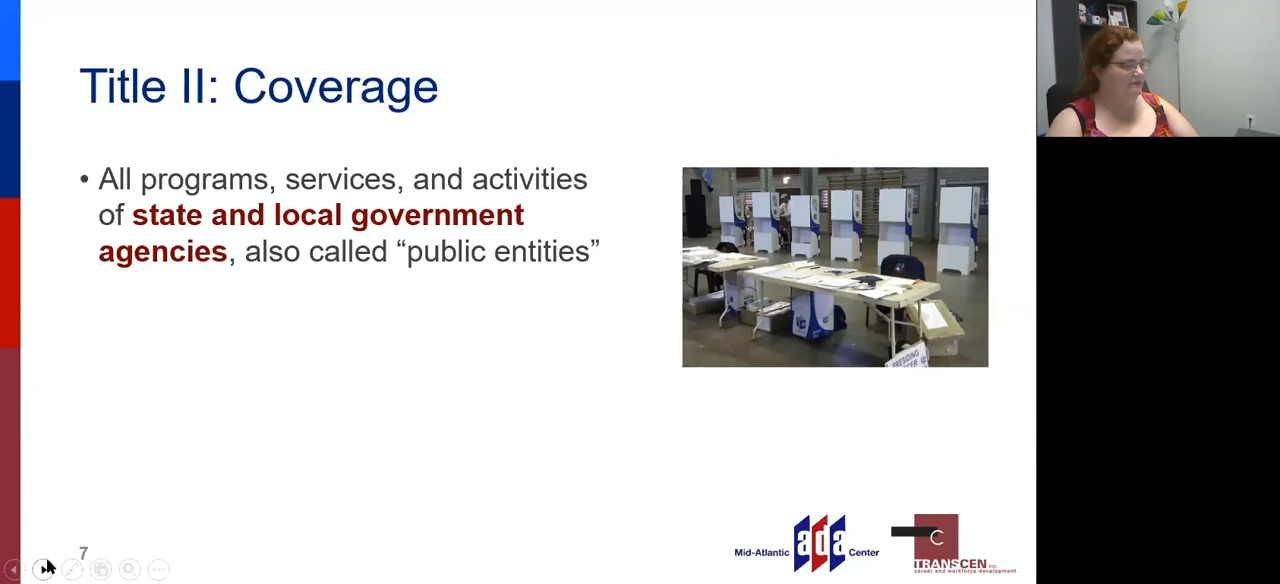 Title II: Coverage
• All programs, services, and activities
of state and local government
agencies, also called “public entities”
PRESIDING
7
Mid-Atlantic ada Center
C
TRANSCEN INC.
career and workforce development